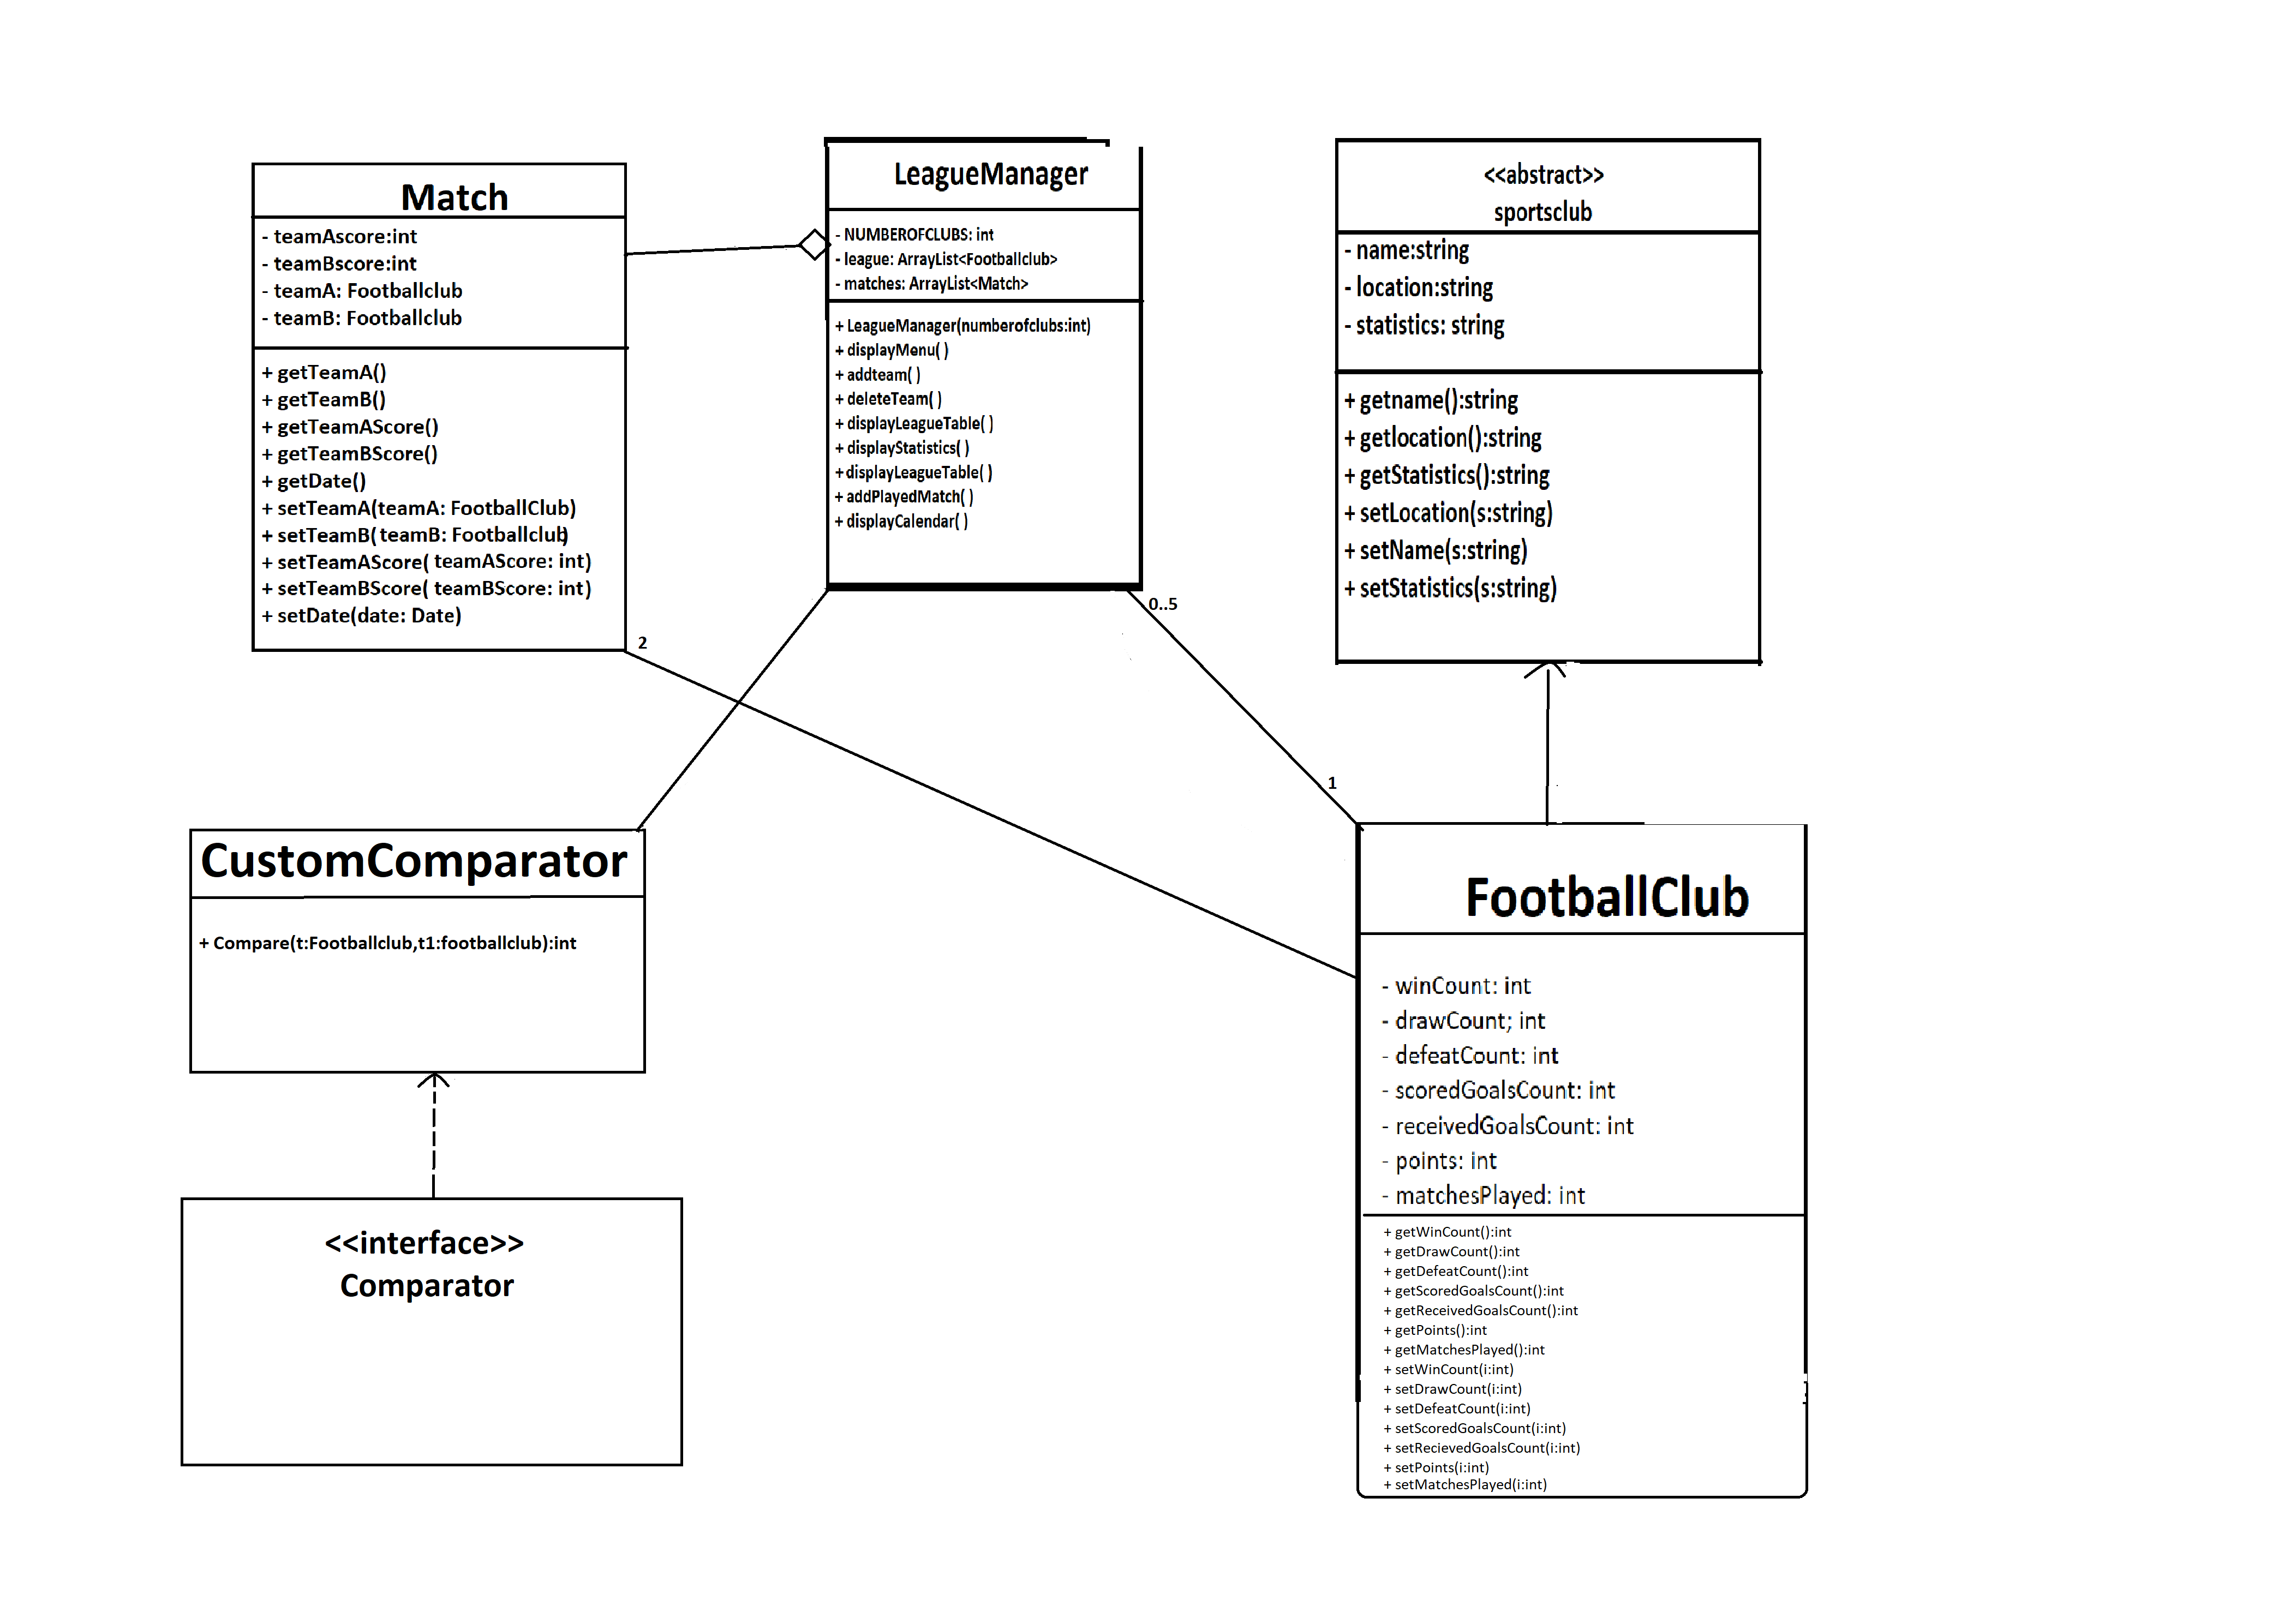 Match
- teamAscore:int
- teamBscore:int
- teamA: Footballclub
- teamB: Footballclub
+ getTeamA()
+ getTeamB()
+ getTeamAScore()
+ getTeamBScore()
+ getDate()
+ setTeamA(teamA: FootballClub)
+ setTeamB( teamB: Footballclub)
+ setTeamAScore( teamAScore: int)
+ setTeamBScore( teamBScore: int)
+ setDate(date: Date)
2
LeagueManager
- NUMBEROFCLUBS: int
- league: ArrayList<Footballclub>
- matches: ArrayList<Match>
+ LeagueManager(numberofclubs:int)
+ displayMenu( )
+ addteam( )
+ deleteTeam( )
+ displayLeagueTable( )
+ displayStatistics( )
+displayLeagueTable( )
+ addPlayedMatch( )
+ displayCalendar( )
0..5
1
<<abstract>>
sportsclub
- name:string
- location:string
- statistics: string
+ getname():string
+ getlocation():string
+ getStatistics():string
+ setLocation(s:string)
+ setName(s:string)
+ setStatistics(s:string)
CustomComparator
+ Compare(t:Footballclub,t1:footballclub):int
<<interface>>
Comparator
FootballClub
- winCount: int
- drawCount; int
- defeatCount: int
- scoredGoalsCount: int
- receivedGoalsCount: int
- points: int
- matchesPlayed: int
+ getWinCount():int
+ getDrawCount():int
+ getDefeatCount():int
+ getScoredGoalsCount():int
+ getReceivedGoalsCount():int
+ getPoints():int
+ getMatchesPlayed():int
+ setWinCount(i:int)
+ setDrawCount(i:int)
+ setDefeatCount(i:int)
+ setScoredGoalsCount(i:int)
+ setRecievedGoalsCount(i:int)
+ setPoints(i:int)
+ setMatchesPlayed(i:int)